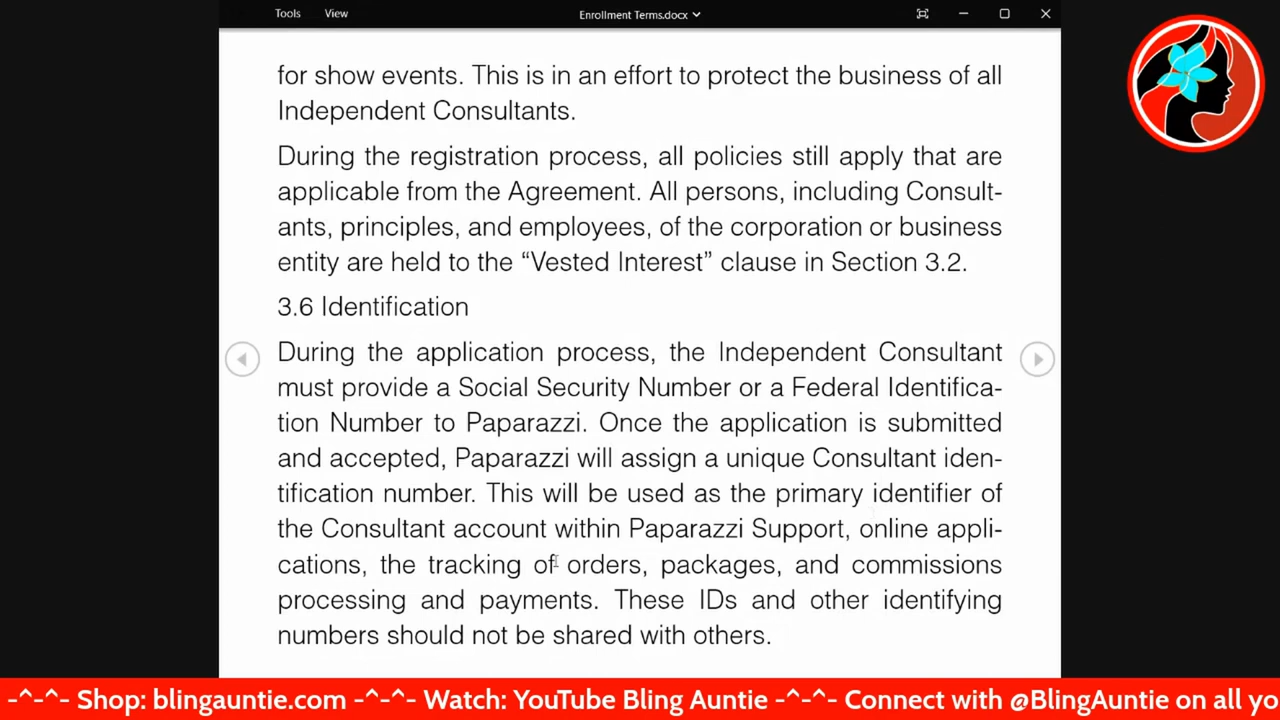 Tools View Enrollment Terms.docx
for show events. This is in an effort to protect the business of all
Independent Consultants.
During the registration process, all policies still apply that are
applicable from the Agreement. All persons, including Consult-
ants, principles, and employees, of the corporation or business
entity are held to the “Vested Interest” clause in Section 3.2.
3.6 Identification
During the application process, the Independent Consultant
must provide a Social Security Number or a Federal Identifica-
tion Number to Paparazzi. Once the application is submitted
and accepted, Paparazzi will assign a unique Consultant iden-
tification number. This will be used as the primary identifier of
the Consultant account within Paparazzi Support, online appli-
cations, the tracking of orders, packages, and commissions
processing and payments. These IDs and other identifying
numbers should not be shared with others.
-^-^- Shop: blingauntie.com -^-^- Watch: YouTube Bling Auntie -^-^- Connect with @BlingAuntie on all yo